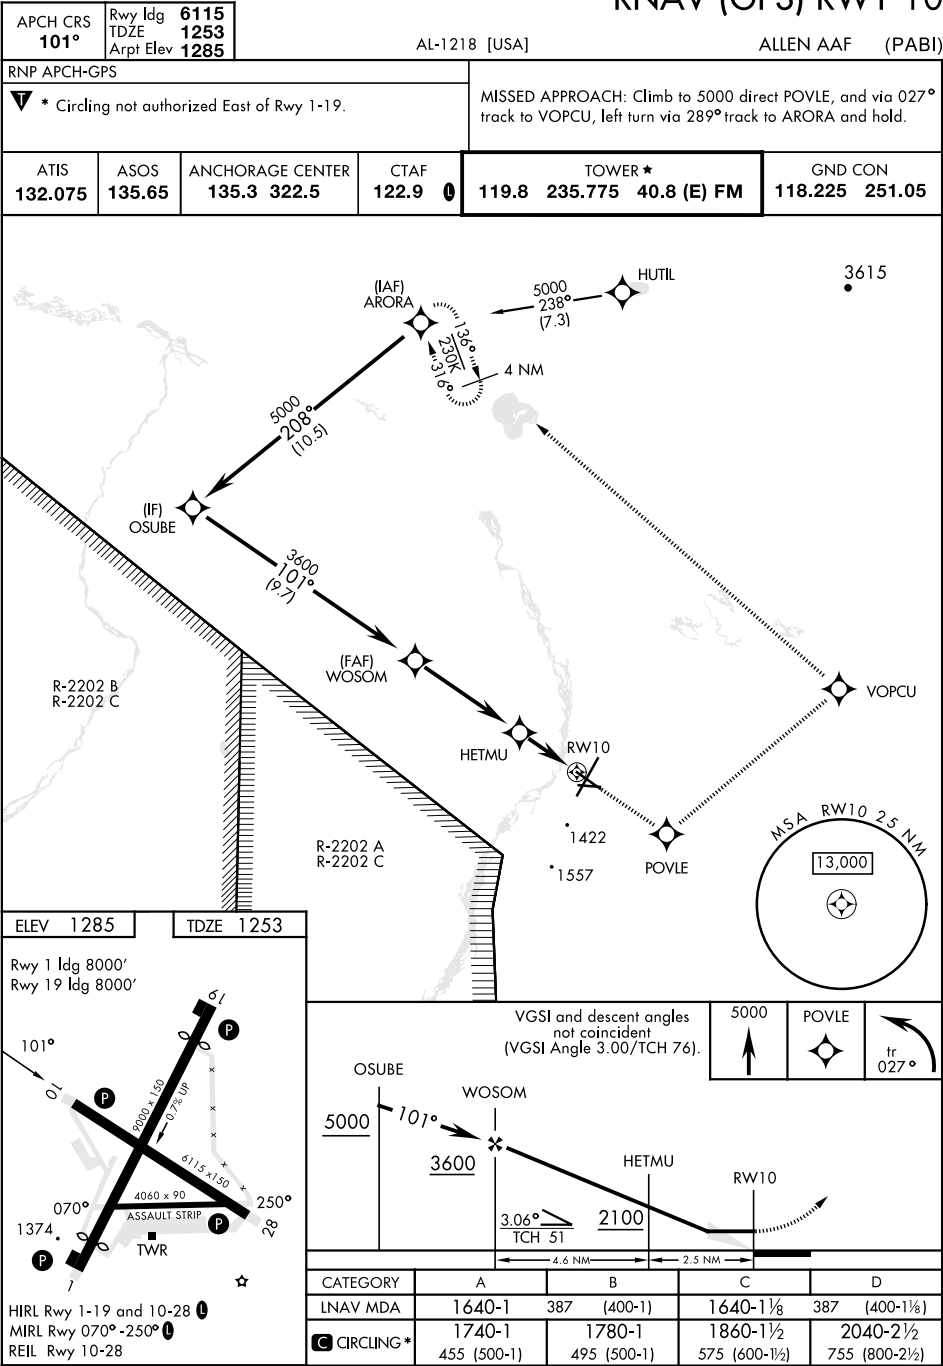 RNAV (GPS) RWY 10
APCH CRS
101°
Rwy ldg 6115
TDZE 1253
Arpt Elev 1285
AL-1218 [USA]
ALLEN AAF (PABI)
RNP APCH-GPS
T * Circling not authorized East of Rwy 1-19.
MISSED APPROACH: Climb to 5000 direct POVLE, and via 027°
track to VOPCU, left turn via 289° track to ARORA and hold.
ATIS
132.075
ASOS
135.65
ANCHORAGE CENTER
135.3 322.5
CTAF
122.9 L
TOWER ★
119.8 235.775 40.8 (E) FM
GND CON
118.225 251.05
HUTIL
3615
(IAF)
ARORA
5000
238°
(7.3)
136°
230K
316°
4 NM
5000
208°
(10.5)
(IF)
OSUBE
3600
101°
(9.7)
(FAF)
WOSOM
R-2202 B
R-2202 C
VOPCU
HETMU
RW10
R-2202 A
R-2202 C
1422
1557
POVLE
MSA RW10 25 NM
13,000
ELEV 1285
TDZE 1253
Rwy 1 ldg 8000'
Rwy 19 ldg 8000'
19
P
101°
10
P
9000 x 150
0.7% UP
6115 x 150
4060 x 90
ASSAULT STRIP
070°
250°
P
28
1374
TWR
P
1
HIRL Rwy 1-19 and 10-28 L
MIRL Rwy 070°-250° L
REIL Rwy 10-28
VGSI and descent angles
not coincident
(VGSI Angle 3.00/TCH 76).
5000
POVLE
tr
027°
OSUBE
WOSOM
5000
101°
3600
HETMU
RW10
3.06°
TCH 51
2100
4.6 NM
2.5 NM
CATEGORY A B C D
LNAV MDA 1640-1 387 (400-1) 1640-1⅛ 387 (400-1⅛)
C CIRCLING * 1740-1 1780-1 1860-1½ 2040-2½
455 (500-1) 495 (500-1) 575 (600-1½) 755 (800-2½)